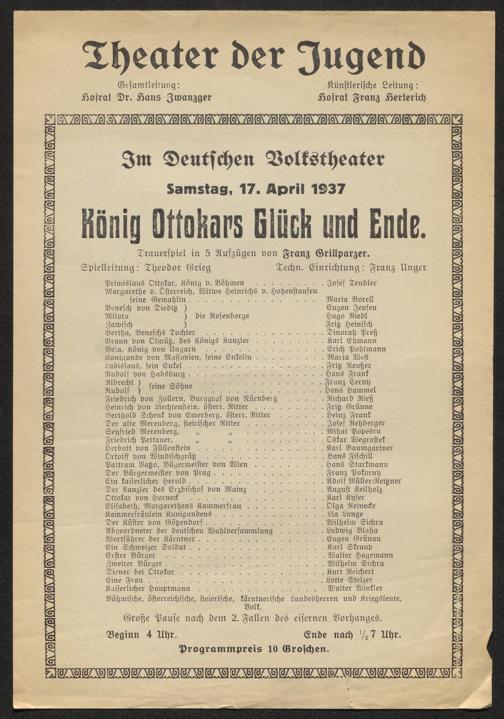 Theater der Jugend
Gesamtleitung: Künstlerische Leitung:
Hofrat Dr. Hans Zwanzger Hofrat Franz Herterich
Im Deutschen Volkstheater
Samstag, 17. April 1937
König Ottokars Glück und Ende.
Trauerspiel in 5 Aufzügen von Franz Grillparzer.
Spielleitung: Theodor Grieg Techn. Einrichtung: Franz Unger
Primislaus Ottokar, König v. Böhmen . . . . . . . . . Josef Teubler
Margarethe v. Österreich, Witwe Heinrichs v. Hohenstaufen
seine Gemahlin . . . . . . . . . Maria Borell
Benesch von Dieditz ) Eugen Jensen
Milota ) die Rosenberge Hugo Riedl
Zawisch ) Fritz Heinisch
Bertha, Beneschs Tochter . . . . . . . . . Dinorah Preß
Braun von Olmütz, des Königs Kanzler . . . . . . . . . Karl Ehmann
Bela, König von Ungarn . . . . . . . . . Erich Pohlmann
Kunigunde von Massovien, seine Enkelin . . . . . . . . . Maria West
Ladislaus, sein Enkel . . . . . . . . . Fritz Neußer
Rudolf von Habsburg . . . . . . . . . Hans Frank
Albrecht ) seine Söhne . . . . . . . . . Franz Czerny
Rudolf ) Hans Hammel
Friedrich von Zollern, Burggraf von Nürnberg . . . . . . . . . Richard Rieß
Heinrich von Liechtenstein, österr. Ritter . . . . . . . . . Fritz Grünne
Berthold Schenk von Emerberg, österr. Ritter . . . . . . . . . Heinz Frank
Der alte Merenberg, steirischer Ritter . . . . . . . . . Josef Rehberger
Seyfried Merenberg, „ „ . . . . . . . . . Mihai Popescu
Friedrich Pettauer, „ „ . . . . . . . . . Oskar Wegrostek
Herbott von Füllenstein . . . . . . . . . Karl Baumgartner
Ortolf von Windischgrätz . . . . . . . . . Hans Filchill
Paltram Vatzo, Bürgermeister von Wien . . . . . . . . . Hans Starkmann
Der Bürgermeister von Prag . . . . . . . . . Franz Pokorny
Ein kaiserlicher Herold . . . . . . . . . Adolf Müller-Reitzner
Der Kanzler des Erzbischof von Mainz . . . . . . . . . August Keilholz
Ottokar von Horneck . . . . . . . . . Karl Kyser
Elisabeth, Margarethens Kammerfrau . . . . . . . . . Olga Reinecke
Kammerfräulein Kunigundens . . . . . . . . . Lia Lange
Der Küster von Götzendorf . . . . . . . . . Wilhelm Sichra
Abgeordneter der deutschen Wahlversammlung . . . . . . . . . Ludwig Blaha
Wortführer der Kärntner . . . . . . . . . Eugen Grünau
Ein Schweizer Soldat . . . . . . . . . Karl Skraup
Erster Bürger . . . . . . . . . Walter Hagemann
Zweiter Bürger . . . . . . . . . Wilhelm Sichra
Diener bei Ottokar . . . . . . . . . Kurt Reichert
Eine Frau . . . . . . . . . Lotte Stelzer
Kaiserlicher Hauptmann . . . . . . . . . Walter Winkler
Böhmische, österreichische, steierische, kärntnerische Landesherren und Kriegsleute.
Volk.
Große Pause nach dem 2. Fallen des eisernen Vorhanges.
Beginn 4 Uhr. Ende nach ½7 Uhr.
Programmpreis 10 Groschen.